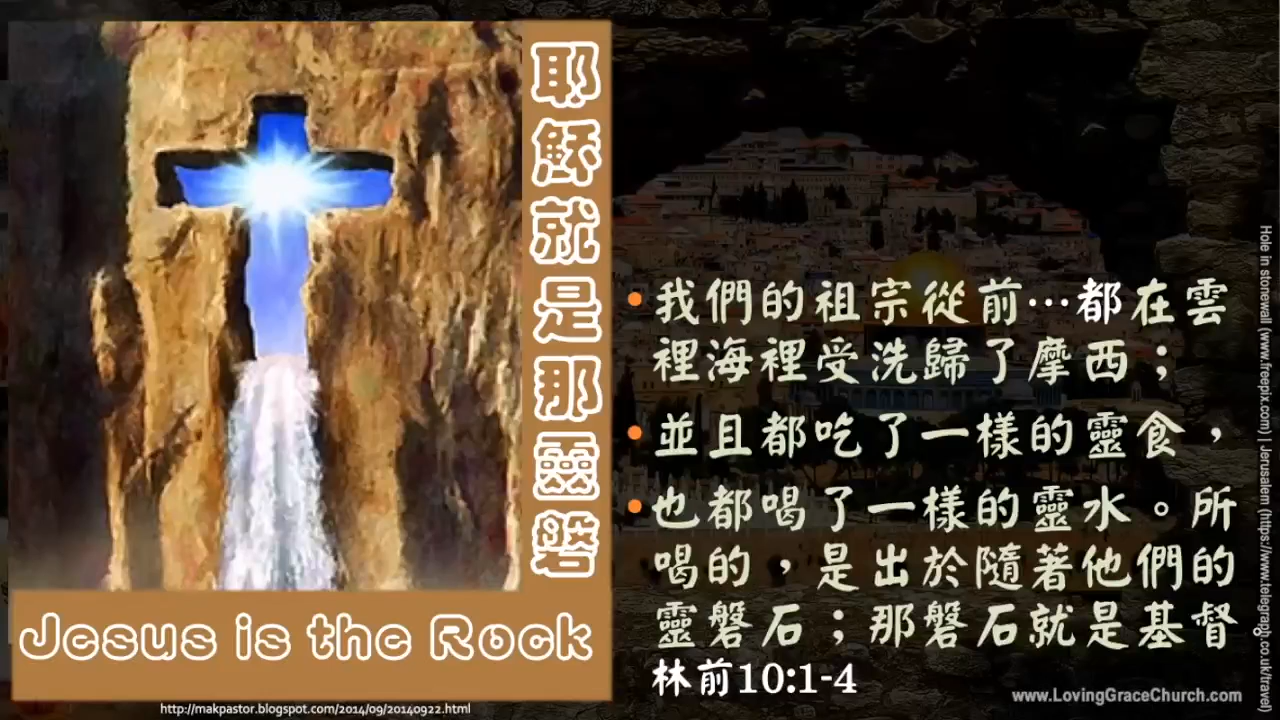 耶穌就是那靈磐
Jesus is the Rock
http://makpastor.blogspot.com/2014/09/20140922.html
• 我們的祖宗從前…都在雲
裡海裡受洗歸了摩西；
• 並且都吃了一樣的靈食，
• 也都喝了一樣的靈水。所
喝的，是出於隨著他們的
靈磐石；那磐石就是基督。
林前10:1-4
www.LovingGraceChurch.com
Hole in stonewall (www.freepix.com) | Jerusalem (https://www.telegraph.co.uk/travel)